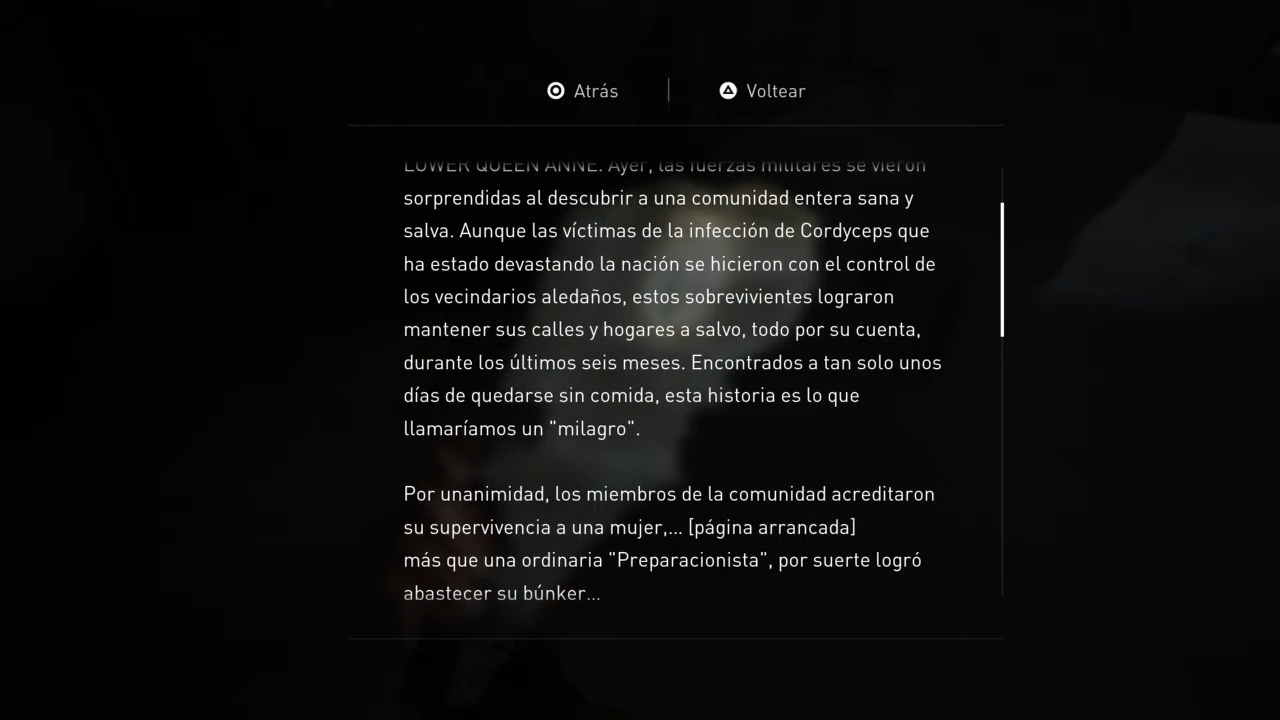 Atrás
Voltear
LOWER QUEEN ANNE. Ayer, las fuerzas militares se vieron
sorprendidas al descubrir a una comunidad entera sana y
salva. Aunque las víctimas de la infección de Cordyceps que
ha estado devastando la nación se hicieron con el control de
los vecindarios aledaños, estos sobrevivientes lograron
mantener sus calles y hogares a salvo, todo por su cuenta,
durante los últimos seis meses. Encontrados a tan solo unos
días de quedarse sin comida, esta historia es lo que
llamaríamos un "milagro".
Por unanimidad, los miembros de la comunidad acreditaron
su supervivencia a una mujer,... [página arrancada]
más que una ordinaria "Preparacionista", por suerte logró
abastecer su búnker...